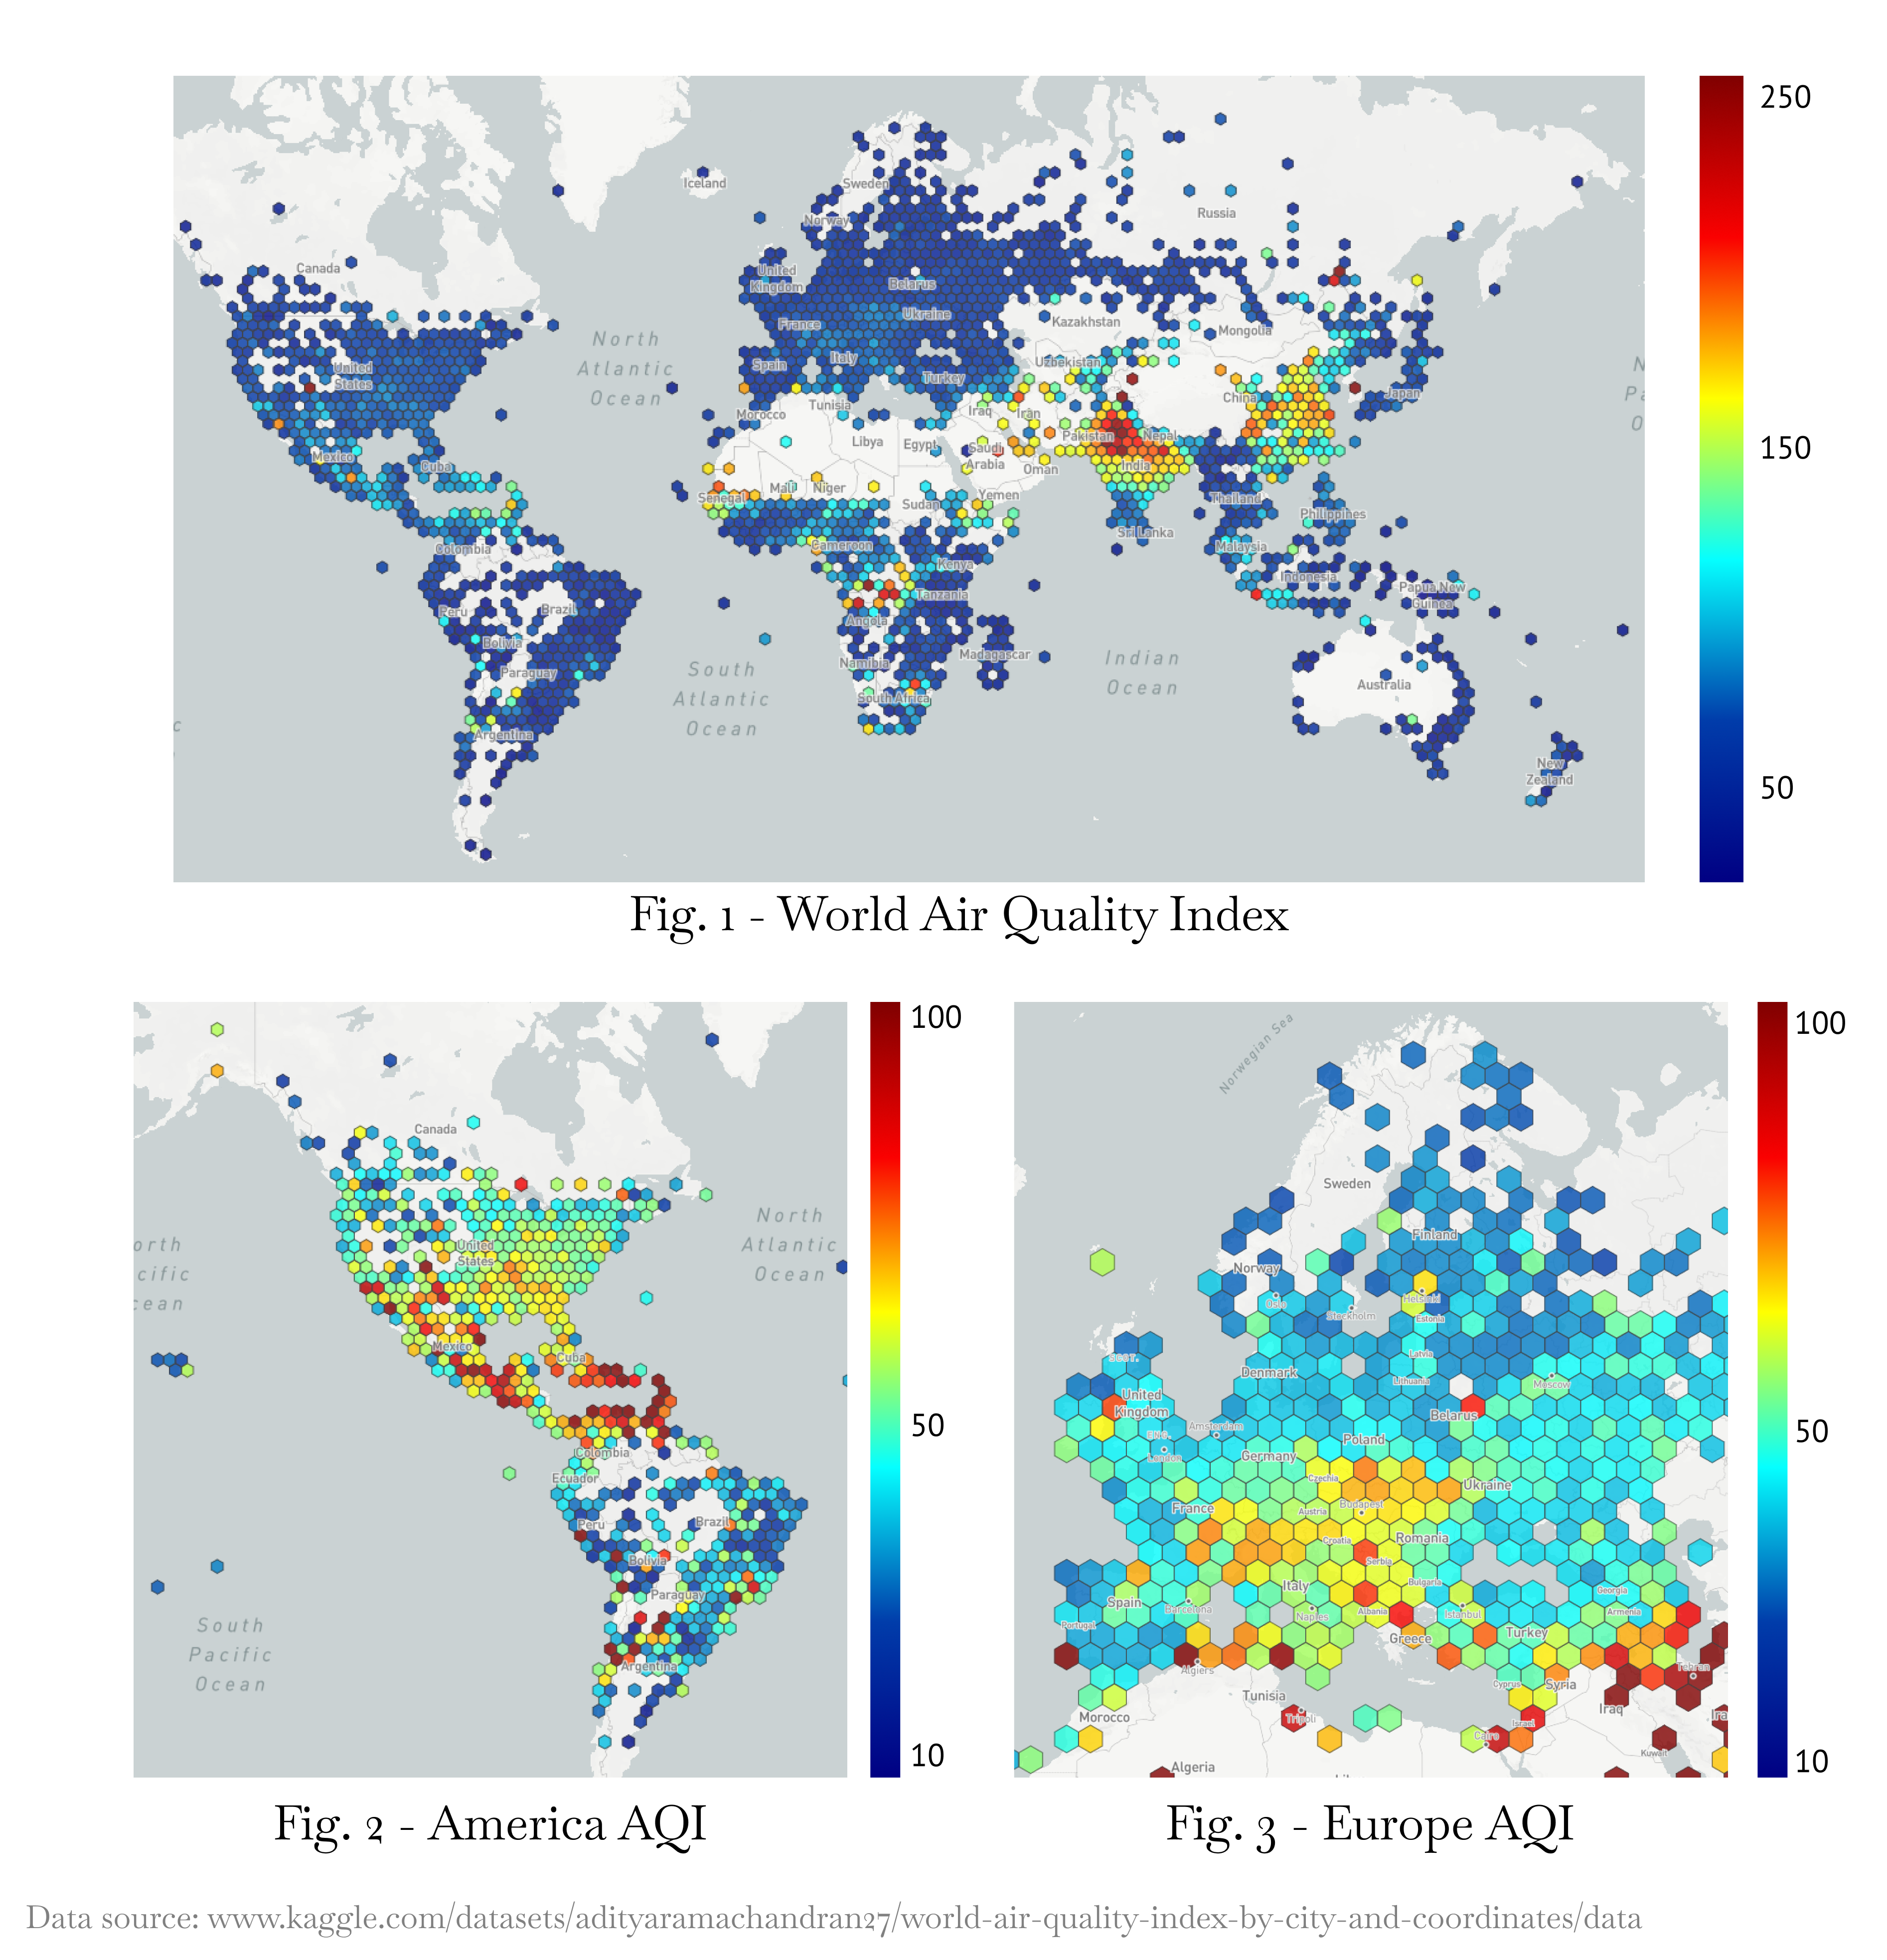 Iceland
Sweden
Norway
Russia
Canada
United
Kingdom
Belarus
Ukraine
France
Kazakhstan
Mongolia
North
Atlantic
Ocean
Italy
Spain
Uzbekistan
United
States
Turkey
China
Japan
Morocco
Tunisia
Iraq
Iran
Libya
Egypt
Pakistan
Nepal
Mexico
Cuba
Saudi
Arabia
Oman
India
Mali
Niger
Senegal
Sudan
Yemen
Thailand
Philippines
Sri Lanka
Colombia
Cameroon
Kenya
Malaysia
Indonesia
Papua New
Guinea
Peru
Brazil
Tanzania
Angola
Bolivia
Namibia
Madagascar
Paraguay
South
Atlantic
Ocean
Indian
Ocean
South Africa
Australia
Argentina
New
Zealand
N
Pa
O
c
250
150
50
Fig. 1 - World Air Quality Index
Canada
North
Atlantic
Ocean
orth
cific
cean
United
States
Mexico
Cuba
Colombia
Ecuador
Peru
Brazil
Bolivia
Paraguay
South
Pacific
Ocean
Argentina
100
50
10
Fig. 2 - America AQI
Norwegian Sea
Sweden
Finland
Norway
Oslo
Helsinki
Stockholm
Estonia
SCOT.
Latvia
Denmark
Lithuania
Moscow
United
Kingdom
Belarus
Amsterdam
ENG.
London
Poland
Germany
Czechia
Ukraine
France
Budapest
Austria
Croatia
Romania
Serbia
Italy
Bulgaria
Georgia
Spain
Barcelona
Naples
Albania
Istanbul
Armenia
Portugal
Greece
Turkey
Algiers
Tehran
Cyprus
Syria
Tunisia
Iraq
Ira
Morocco
Tripoli
Israel
Cairo
Kuwait
Algeria
100
50
10
Fig. 3 - Europe AQI
Data source: www.kaggle.com/datasets/adityaramachandran27/world-air-quality-index-by-city-and-coordinates/data